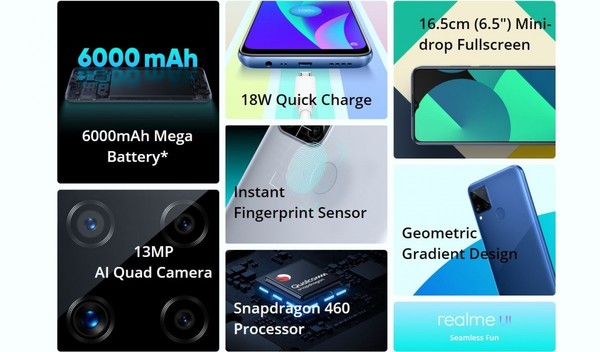 6000 mAh
6000mAh Mega
Battery*
13MP
AI Quad Camera
18W Quick Charge
Instant
Fingerprint Sensor
Qualcomm
snapdragon
Snapdragon 460
Processor
16.5cm (6.5") Mini-
drop Fullscreen
Geometric
Gradient Design
realme UI
Seamless Fun